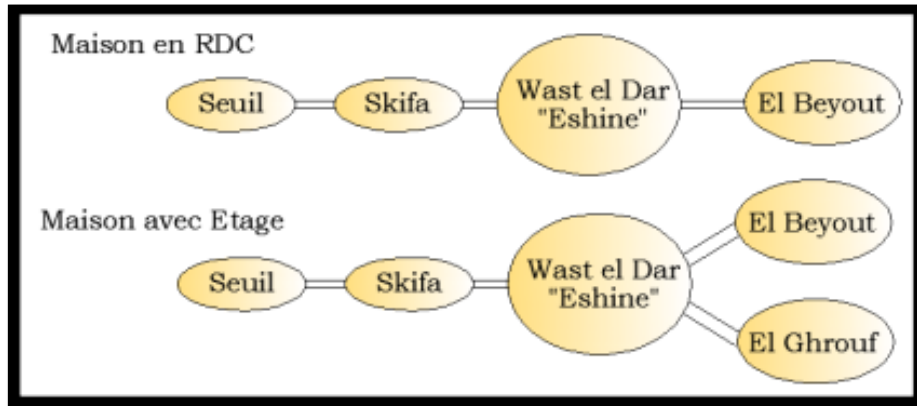 Maison en RDC
Seuil
Skifa
Wast el Dar
"Eshine"
El Beyout
Maison avec Etage
Seuil
Skifa
Wast el Dar
"Eshine"
El Beyout
El Ghrouf